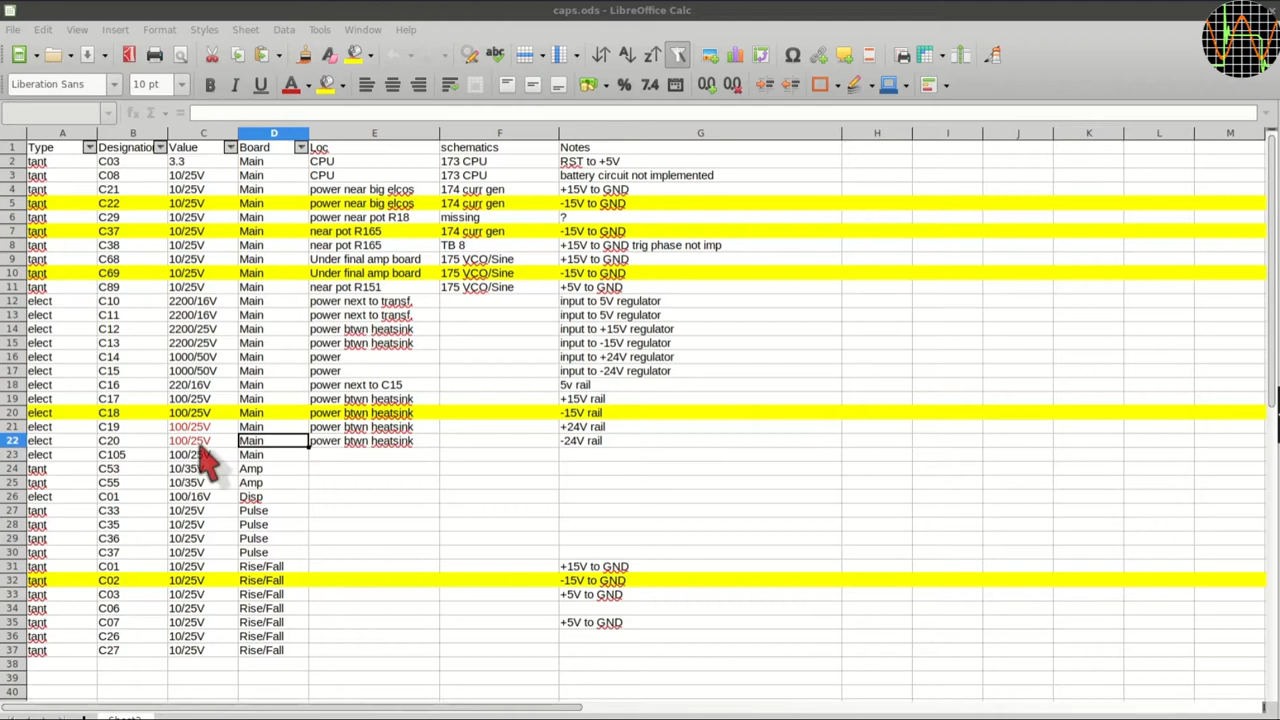 caps.ods - LibreOffice Calc
File Edit View Insert Format Styles Sheet Data Tools Window Help
Liberation Sans 10 pt
A B C D E F G H I J K L M
1 Type Designation Value Board Loc schematics Notes
2 tant C03 3.3 Main CPU 173 CPU RST to +5V
3 tant C08 10/25V Main CPU 173 CPU battery circuit not implemented
4 tant C21 10/25V Main power near big elcos 174 curr gen +15V to GND
5 tant C22 10/25V Main power near big elcos 174 curr gen -15V to GND
6 tant C29 10/25V Main power near pot R18 missing ?
7 tant C37 10/25V Main near pot R165 174 curr gen -15V to GND
8 tant C38 10/25V Main near pot R165 TB 8 +15V to GND trig phase not imp
9 tant C68 10/25V Main Under final amp board 175 VCO/Sine +15V to GND
10 tant C69 10/25V Main Under final amp board 175 VCO/Sine -15V to GND
11 tant C89 10/25V Main near pot R151 175 VCO/Sine +5V to GND
12 elect C10 2200/16V Main power next to transf. input to 5V regulator
13 elect C11 2200/16V Main power next to transf. input to 5V regulator
14 elect C12 2200/25V Main power btwn heatsink input to +15V regulator
15 elect C13 2200/25V Main power btwn heatsink input to -15V regulator
16 elect C14 1000/50V Main power input to +24V regulator
17 elect C15 1000/50V Main power input to -24V regulator
18 elect C16 220/16V Main power next to C15 5v rail
19 elect C17 100/25V Main power btwn heatsink +15V rail
20 elect C18 100/25V Main power btwn heatsink -15V rail
21 elect C19 100/25V Main power btwn heatsink +24V rail
22 elect C20 100/25V Main power btwn heatsink -24V rail
23 elect C105 100/25V Main
24 tant C53 10/35V Amp
25 tant C55 10/35V Amp
26 elect C01 100/16V Disp
27 tant C33 10/25V Pulse
28 tant C35 10/25V Pulse
29 tant C36 10/25V Pulse
30 tant C37 10/25V Pulse
31 tant C01 10/25V Rise/Fall +15V to GND
32 tant C02 10/25V Rise/Fall -15V to GND
33 tant C03 10/25V Rise/Fall +5V to GND
34 tant C06 10/25V Rise/Fall
35 tant C07 10/25V Rise/Fall +5V to GND
36 tant C26 10/25V Rise/Fall
37 tant C27 10/25V Rise/Fall
38
39
40